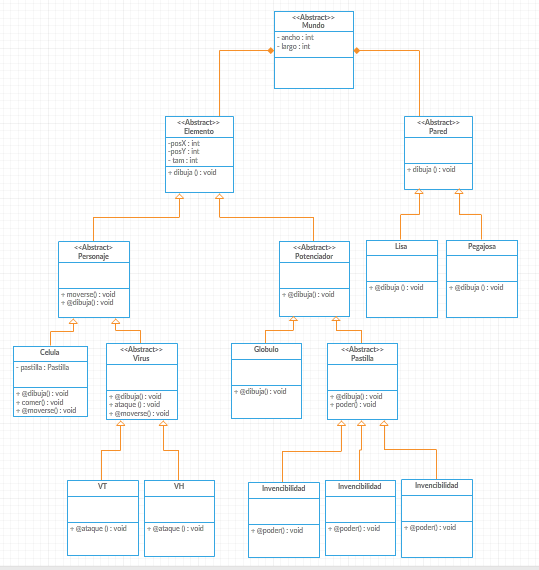 <<Abstract>>
Mundo
- ancho : int
- largo : int
<<Abstract>>
Elemento
-posX : int
-posY : int
- tam : int
+ dibuja () : void
<<Abstract>>
Pared
+ dibuja () : void
<<Abstract>
Personaje
+ moverse() : void
+ @dibuja() : void
<<Abstract>>
Potenciador
+ @dibuja() : void
Lisa
+ @dibuja () : void
Pegajosa
+ @dibuja () : void
Celula
- pastilla : Pastilla
+ @dibuja() : void
+ comer() : void
+ @moverse() : void
<<Abstract>>
Virus
+ @dibuja() : void
+ ataque () : void
+ @moverse() : void
Globulo
+ @dibuja() : void
<<Abstract>>
Pastilla
+ @dibuja() : void
+ poder() : void
VT
+ @ataque () : void
VH
+ @ataque () : void
Invencibilidad
+ @poder() : void
Invencibilidad
+ @poder() : void
Invencibilidad
+ @poder() : void